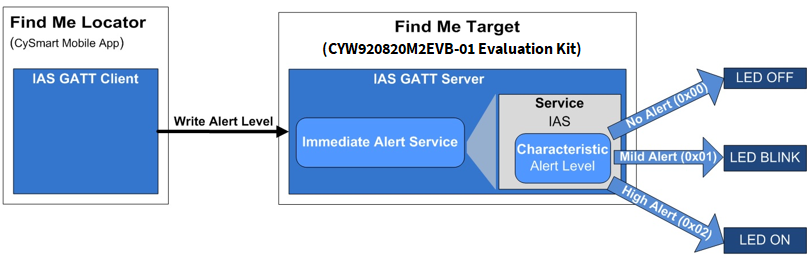 Find Me Locator
(CySmart Mobile App)
IAS GATT Client
Write Alert Level
Find Me Target
(CYW920820M2EVB-01 Evaluation Kit)
IAS GATT Server
Immediate Alert Service
Service
IAS
Characteristic
Alert Level
No Alert (0x00)
LED OFF
Mild Alert (0x01)
LED BLINK
High Alert (0x02)
LED ON